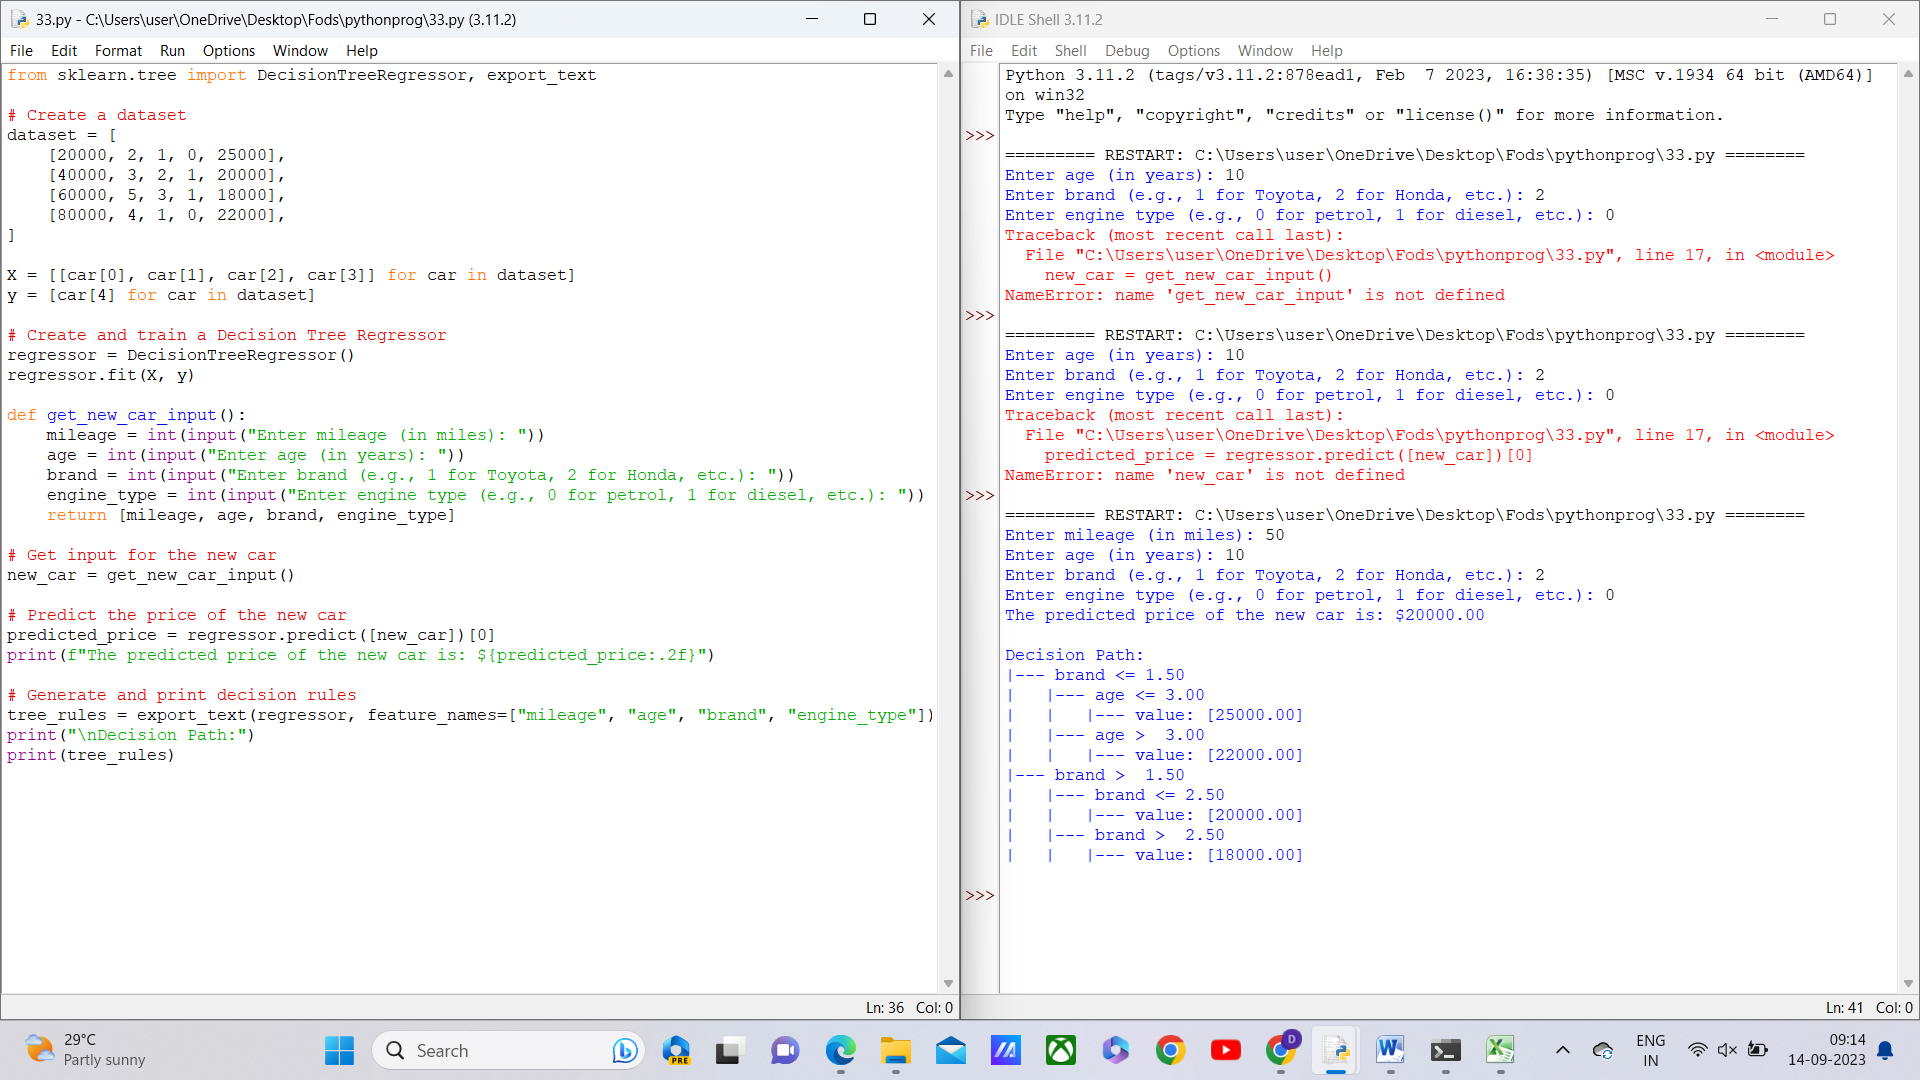 33.py - C:\Users\user\OneDrive\Desktop\Fods\pythonprog\33.py (3.11.2)
File Edit Format Run Options Window Help
from sklearn.tree import DecisionTreeRegressor, export_text
# Create a dataset
dataset = [
    [20000, 2, 1, 0, 25000],
    [40000, 3, 2, 1, 20000],
    [60000, 5, 3, 1, 18000],
    [80000, 4, 1, 0, 22000],
]
X = [[car[0], car[1], car[2], car[3]] for car in dataset]
y = [car[4] for car in dataset]
# Create and train a Decision Tree Regressor
regressor = DecisionTreeRegressor()
regressor.fit(X, y)
def get_new_car_input():
    mileage = int(input("Enter mileage (in miles): "))
    age = int(input("Enter age (in years): "))
    brand = int(input("Enter brand (e.g., 1 for Toyota, 2 for Honda, etc.): "))
    engine_type = int(input("Enter engine type (e.g., 0 for petrol, 1 for diesel, etc.): "))
    return [mileage, age, brand, engine_type]
# Get input for the new car
new_car = get_new_car_input()
# Predict the price of the new car
predicted_price = regressor.predict([new_car])[0]
print(f"The predicted price of the new car is: ${predicted_price:.2f}")
# Generate and print decision rules
tree_rules = export_text(regressor, feature_names=["mileage", "age", "brand", "engine_type"])
print("\nDecision Path:")
print(tree_rules)
Ln: 36 Col: 0
IDLE Shell 3.11.2
File Edit Shell Debug Options Window Help
Python 3.11.2 (tags/v3.11.2:878ead1, Feb  7 2023, 16:38:35) [MSC v.1934 64 bit (AMD64)]
on win32
Type "help", "copyright", "credits" or "license()" for more information.
>>>
========= RESTART: C:\Users\user\OneDrive\Desktop\Fods\pythonprog\33.py ========
Enter age (in years): 10
Enter brand (e.g., 1 for Toyota, 2 for Honda, etc.): 2
Enter engine type (e.g., 0 for petrol, 1 for diesel, etc.): 0
Traceback (most recent call last):
  File "C:\Users\user\OneDrive\Desktop\Fods\pythonprog\33.py", line 17, in <module>
    new_car = get_new_car_input()
NameError: name 'get_new_car_input' is not defined
>>>
========= RESTART: C:\Users\user\OneDrive\Desktop\Fods\pythonprog\33.py ========
Enter age (in years): 10
Enter brand (e.g., 1 for Toyota, 2 for Honda, etc.): 2
Enter engine type (e.g., 0 for petrol, 1 for diesel, etc.): 0
Traceback (most recent call last):
  File "C:\Users\user\OneDrive\Desktop\Fods\pythonprog\33.py", line 17, in <module>
    predicted_price = regressor.predict([new_car])[0]
NameError: name 'new_car' is not defined
>>>
========= RESTART: C:\Users\user\OneDrive\Desktop\Fods\pythonprog\33.py ========
Enter mileage (in miles): 50
Enter age (in years): 10
Enter brand (e.g., 1 for Toyota, 2 for Honda, etc.): 2
Enter engine type (e.g., 0 for petrol, 1 for diesel, etc.): 0
The predicted price of the new car is: $20000.00
Decision Path:
|--- brand <= 1.50
|   |--- age <= 3.00
|   |   |--- value: [25000.00]
|   |--- age >  3.00
|   |   |--- value: [22000.00]
|--- brand >  1.50
|   |--- brand <= 2.50
|   |   |--- value: [20000.00]
|   |--- brand >  2.50
|   |   |--- value: [18000.00]
>>>
Ln: 41 Col: 0
29°C
Partly sunny
Search
PRE
D
ENG
IN
09:14
14-09-2023